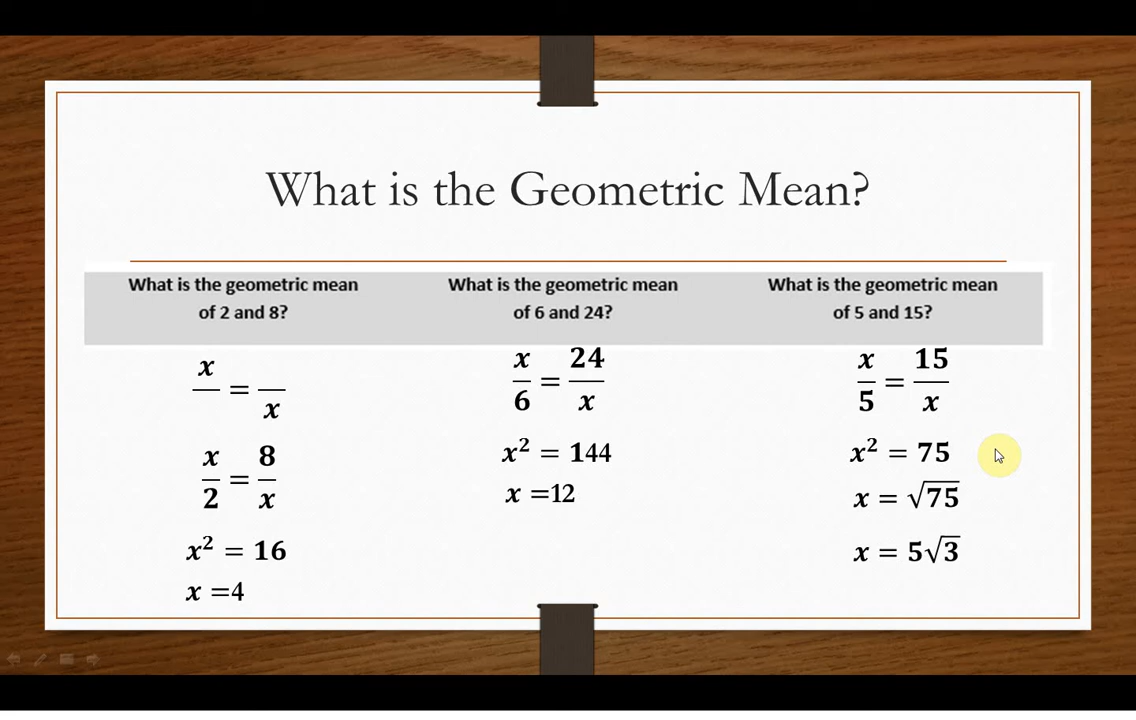 What is the Geometric Mean?
What is the geometric mean
of 2 and 8?
x/ = /x
x/2 = 8/x
x² = 16
x =4
What is the geometric mean
of 6 and 24?
x/6 = 24/x
x² = 144
x =12
What is the geometric mean
of 5 and 15?
x/5 = 15/x
x² = 75
x = √75
x = 5√3